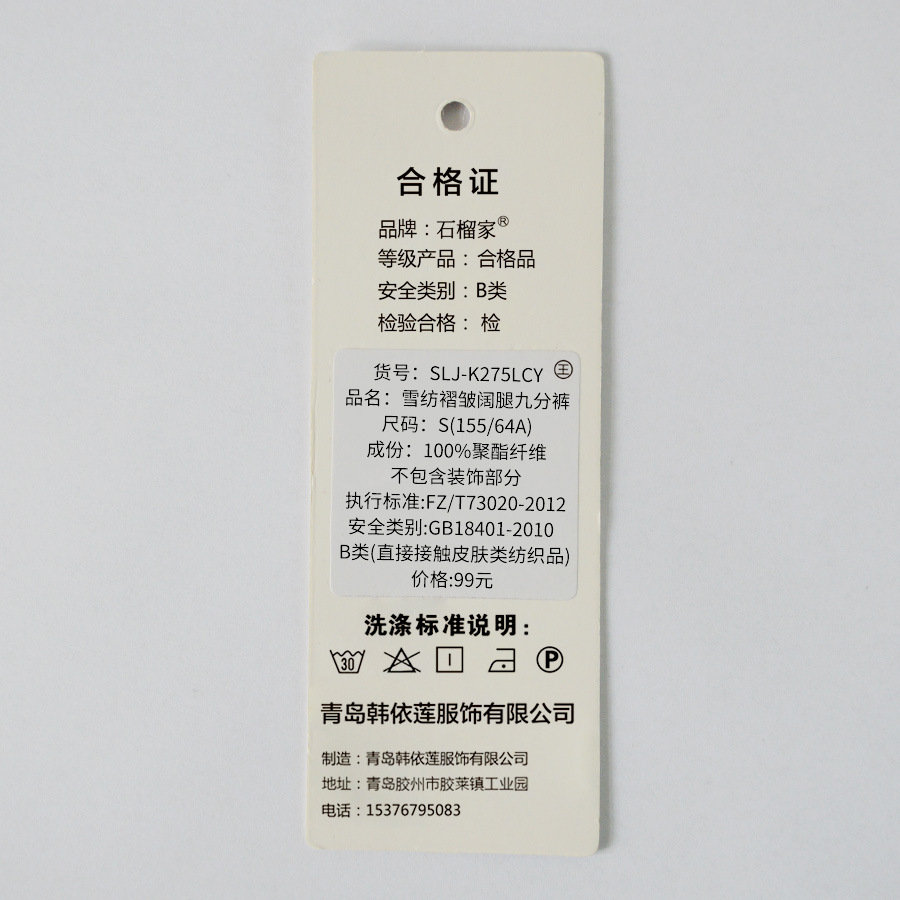 合格证
品牌：石榴家®
等级产品：合格品
安全类别：B类
检验合格：检
货号：SLJ-K275LCY 王
品名：雪纺褶皱阔腿九分裤
尺码：S(155/64A)
成份：100%聚酯纤维
不包含装饰部分
执行标准:FZ/T73020-2012
安全类别:GB18401-2010
B类(直接接触皮肤类纺织品)
价格:99元
洗涤标准说明：
30 P
青岛韩依莲服饰有限公司
制造：青岛韩依莲服饰有限公司
地址：青岛胶州市胶莱镇工业园
电话：15376795083